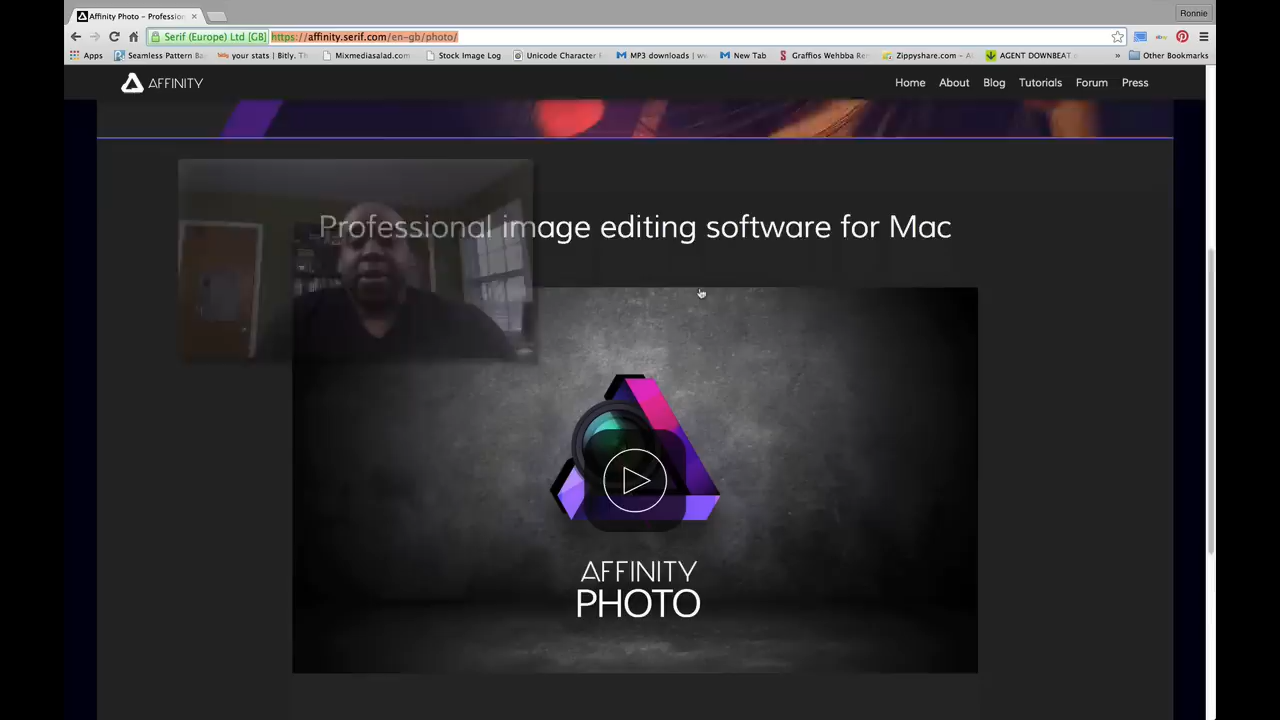 Affinity Photo – Professio
Ronnie
Serif (Europe) Ltd [GB] https://affinity.serif.com/en-gb/photo/
Apps Seamless Pattern Ba your stats | Bitly. Th Mixmediasalad.com Stock Image Log Unicode Character MP3 downloads | w New Tab Graffios Wehbba Re Zippyshare.com - A AGENT DOWNBEAT » Other Bookmarks
AFFINITY Home About Blog Tutorials Forum Press
Professional image editing software for Mac
AFFINITY
PHOTO